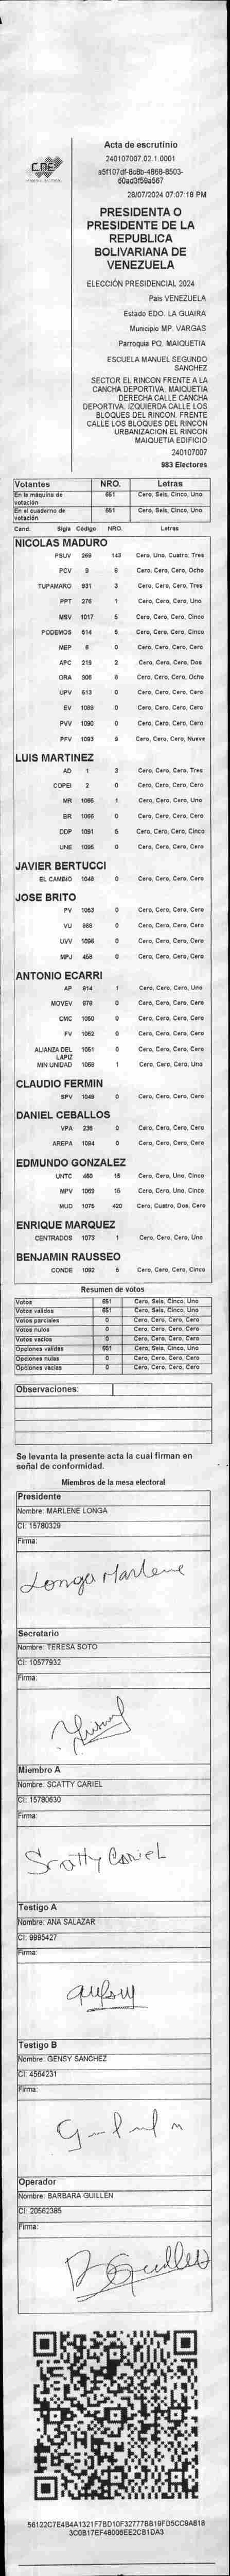 CNE
Acta de escrutinio
240107007.02.1.0001
a5f107df-8c8b-4868-8503-
60ad3f59a567
28/07/2024 07:07:18 PM
PRESIDENTA O
PRESIDENTE DE LA
REPUBLICA
BOLIVARIANA DE
VENEZUELA
ELECCIÓN PRESIDENCIAL 2024
País VENEZUELA
Estado EDO. LA GUAIRA
Municipio MP. VARGAS
Parroquia PQ. MAIQUETIA
ESCUELA MANUEL SEGUNDO
SANCHEZ
SECTOR EL RINCON FRENTE A LA
CANCHA DEPORTIVA. MAIQUETIA
DERECHA CALLE CANCHA
DEPORTIVA. IZQUIERDA CALLE LOS
BLOQUES DEL RINCON. FRENTE
CALLE LOS BLOQUES DEL RINCON
URBANIZACION EL RINCON
MAIQUETIA EDIFICIO
240107007
983 Electores
Votantes NRO. Letras
En la máquina de votación 651 Cero, Seis, Cinco, Uno
En el cuaderno de votación 651 Cero, Seis, Cinco, Uno
Cand. Sigla Código NRO. Letras
NICOLAS MADURO
PSUV 269 143 Cero, Uno, Cuatro, Tres
PCV 9 8 Cero, Cero, Cero, Ocho
TUPAMARO 931 3 Cero, Cero, Cero, Tres
PPT 276 1 Cero, Cero, Cero, Uno
MSV 1017 5 Cero, Cero, Cero, Cinco
PODEMOS 614 5 Cero, Cero, Cero, Cinco
MEP 6 0 Cero, Cero, Cero, Cero
APC 219 2 Cero, Cero, Cero, Dos
ORA 306 8 Cero, Cero, Cero, Ocho
UPV 513 0 Cero, Cero, Cero, Cero
EV 1089 0 Cero, Cero, Cero, Cero
PVV 1090 0 Cero, Cero, Cero, Cero
PFV 1093 9 Cero, Cero, Cero, Nueve
LUIS MARTINEZ
AD 1 3 Cero, Cero, Cero, Tres
COPEI 2 0 Cero, Cero, Cero, Cero
MR 1065 1 Cero, Cero, Cero, Uno
BR 1066 0 Cero, Cero, Cero, Cero
DDP 1091 5 Cero, Cero, Cero, Cinco
UNE 1095 0 Cero, Cero, Cero, Cero
JAVIER BERTUCCI
EL CAMBIO 1048 0 Cero, Cero, Cero, Cero
JOSE BRITO
PV 1053 0 Cero, Cero, Cero, Cero
VU 868 0 Cero, Cero, Cero, Cero
UVV 1096 0 Cero, Cero, Cero, Cero
MPJ 458 0 Cero, Cero, Cero, Cero
ANTONIO ECARRI
AP 914 1 Cero, Cero, Cero, Uno
MOVEV 879 0 Cero, Cero, Cero, Cero
CMC 1050 0 Cero, Cero, Cero, Cero
FV 1062 0 Cero, Cero, Cero, Cero
ALIANZA DEL LAPIZ 1051 0 Cero, Cero, Cero, Cero
MIN UNIDAD 1056 1 Cero, Cero, Cero, Uno
CLAUDIO FERMIN
SPV 1049 0 Cero, Cero, Cero, Cero
DANIEL CEBALLOS
VPA 236 0 Cero, Cero, Cero, Cero
AREPA 1094 0 Cero, Cero, Cero, Cero
EDMUNDO GONZALEZ
UNTC 460 15 Cero, Cero, Uno, Cinco
MPV 1069 15 Cero, Cero, Uno, Cinco
MUD 1075 420 Cero, Cuatro, Dos, Cero
ENRIQUE MARQUEZ
CENTRADOS 1073 1 Cero, Cero, Cero, Uno
BENJAMIN RAUSSEO
CONDE 1092 5 Cero, Cero, Cero, Cinco
Resumen de votos
Votos 651 Cero, Seis, Cinco, Uno
Votos validos 651 Cero, Seis, Cinco, Uno
Votos parciales 0 Cero, Cero, Cero, Cero
Votos nulos 0 Cero, Cero, Cero, Cero
Votos vacios 0 Cero, Cero, Cero, Cero
Opciones validas 651 Cero, Seis, Cinco, Uno
Opciones nulas 0 Cero, Cero, Cero, Cero
Opciones vacias 0 Cero, Cero, Cero, Cero
Observaciones:
Se levanta la presente acta la cual firman en
señal de conformidad.
Miembros de la mesa electoral
Presidente
Nombre: MARLENE LONGA
CI: 15780329
Firma:
Longa Marlene
Secretario
Nombre: TERESA SOTO
CI: 10577932
Firma:
Miembro A
Nombre: SCATTY CARIEL
CI: 15780630
Firma:
Scatty Cariel
Testigo A
Nombre: ANA SALAZAR
CI: 9995427
Firma:
Testigo B
Nombre: GENSY SANCHEZ
CI: 4564231
Firma:
Operador
Nombre: BARBARA GUILLEN
CI: 20562385
Firma:
BGuillen
56122C7E4B4A1321F7BD10F32777BB19FD5CC9A818
3C0B17EF48006EE2CB1DA3